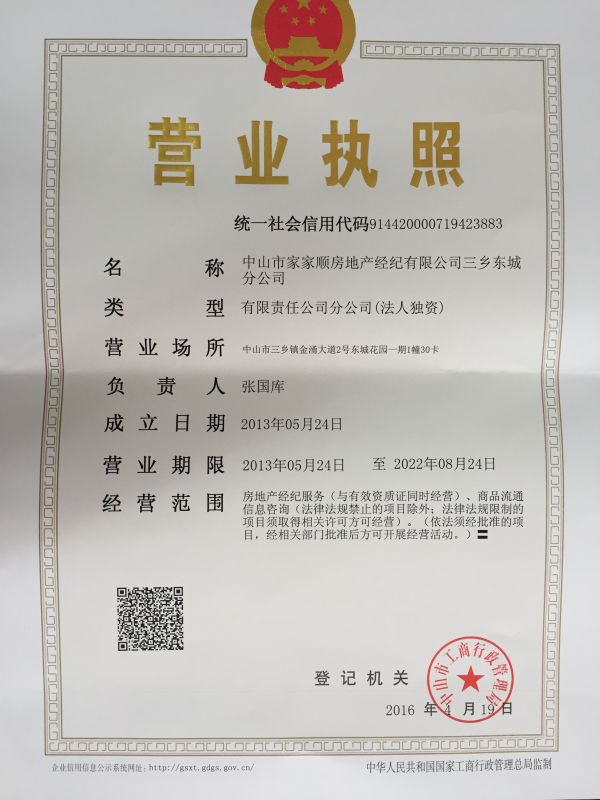 营业执照
统一社会信用代码914420000719423883
名称 中山市家家顺房地产经纪有限公司三乡东城
分公司
类型 有限责任公司分公司(法人独资)
营业场所 中山市三乡镇金涌大道2号东城花园一期1幢30卡
负责人 张国库
成立日期 2013年05月24日
营业期限 2013年05月24日 至 2022年08月24日
经营范围 房地产经纪服务（与有效资质证同时经营）、商品流通
信息咨询（法律法规禁止的项目除外；法律法规限制的
项目须取得相关许可方可经营）。（依法须经批准的项
目，经相关部门批准后方可开展经营活动。）〓
登记机关
中山市工商行政管理局
2016 年 4 月 19 日
企业信用信息公示系统网址：http://gsxt.gdgs.gov.cn/
中华人民共和国国家工商行政管理总局监制